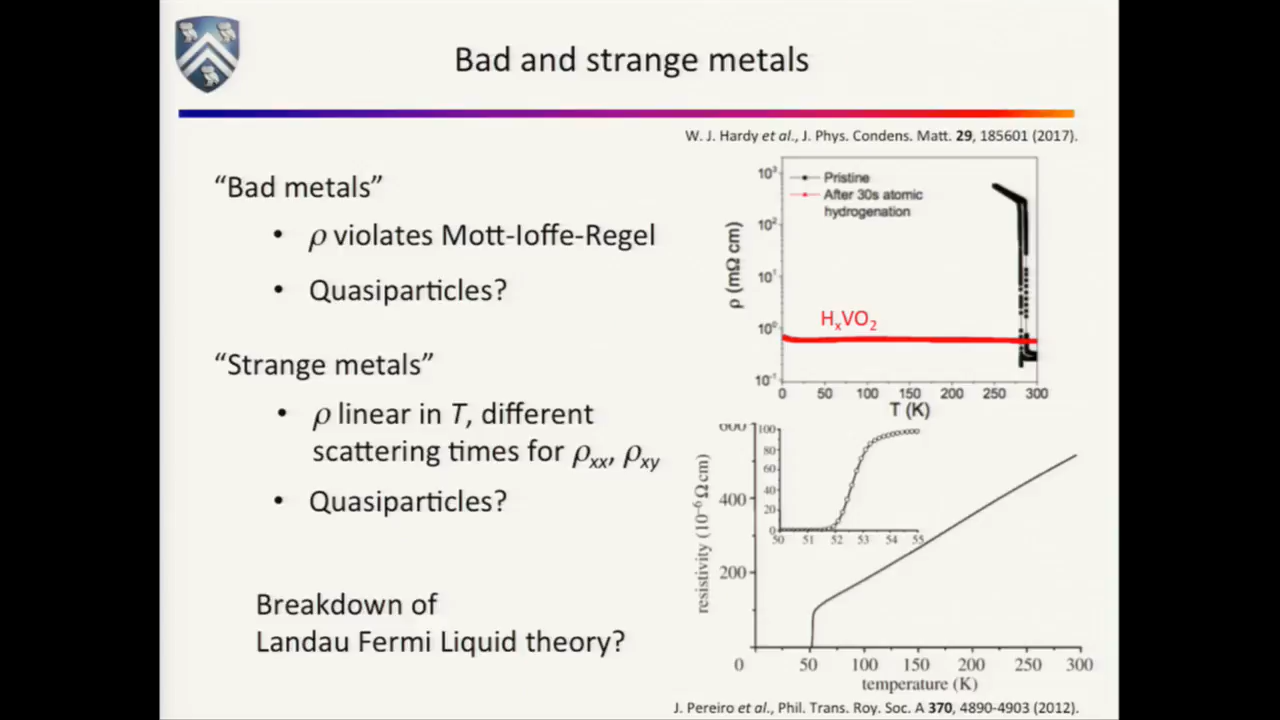 Bad and strange metals
W. J. Hardy et al., J. Phys. Condens. Matt. 29, 185601 (2017).
“Bad metals”
• ρ violates Mott-Ioffe-Regel
• Quasiparticles?
“Strange metals”
• ρ linear in T, different
scattering times for ρxx, ρxy
• Quasiparticles?
Breakdown of
Landau Fermi Liquid theory?
Pristine
After 30s atomic
hydrogenation
10³
10²
10¹
10⁰
10⁻¹
ρ (mΩ cm)
HxVO2
0 50 100 150 200 250 300
T (K)
600
400
200
0
resistivity (10⁻⁶ Ω cm)
100
80
60
40
20
0
50 51 52 53 54 55
50 100 150 200 250 300
temperature (K)
J. Pereiro et al., Phil. Trans. Roy. Soc. A 370, 4890-4903 (2012).